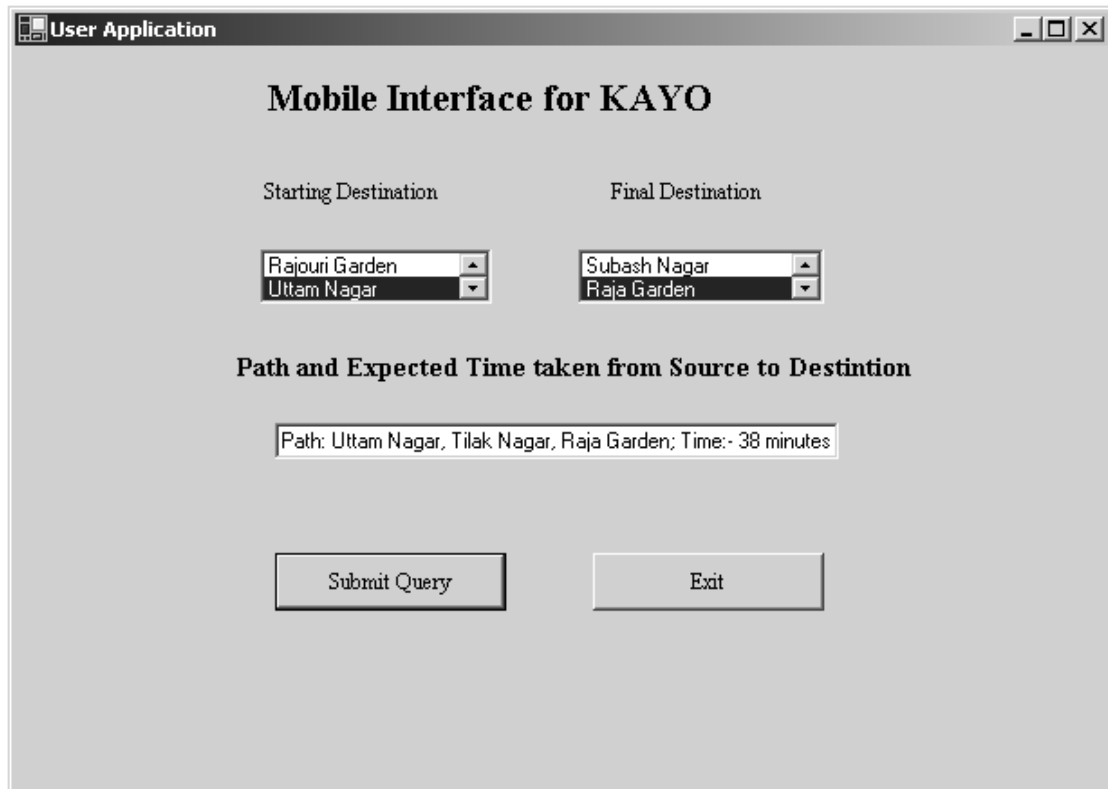 User Application
Mobile Interface for KAYO
Starting Destination
Final Destination
Rajouri Garden
Uttam Nagar
Subash Nagar
Raja Garden
Path and Expected Time taken from Source to Destintion
Path: Uttam Nagar, Tilak Nagar, Raja Garden; Time:- 38 minutes
Submit Query
Exit